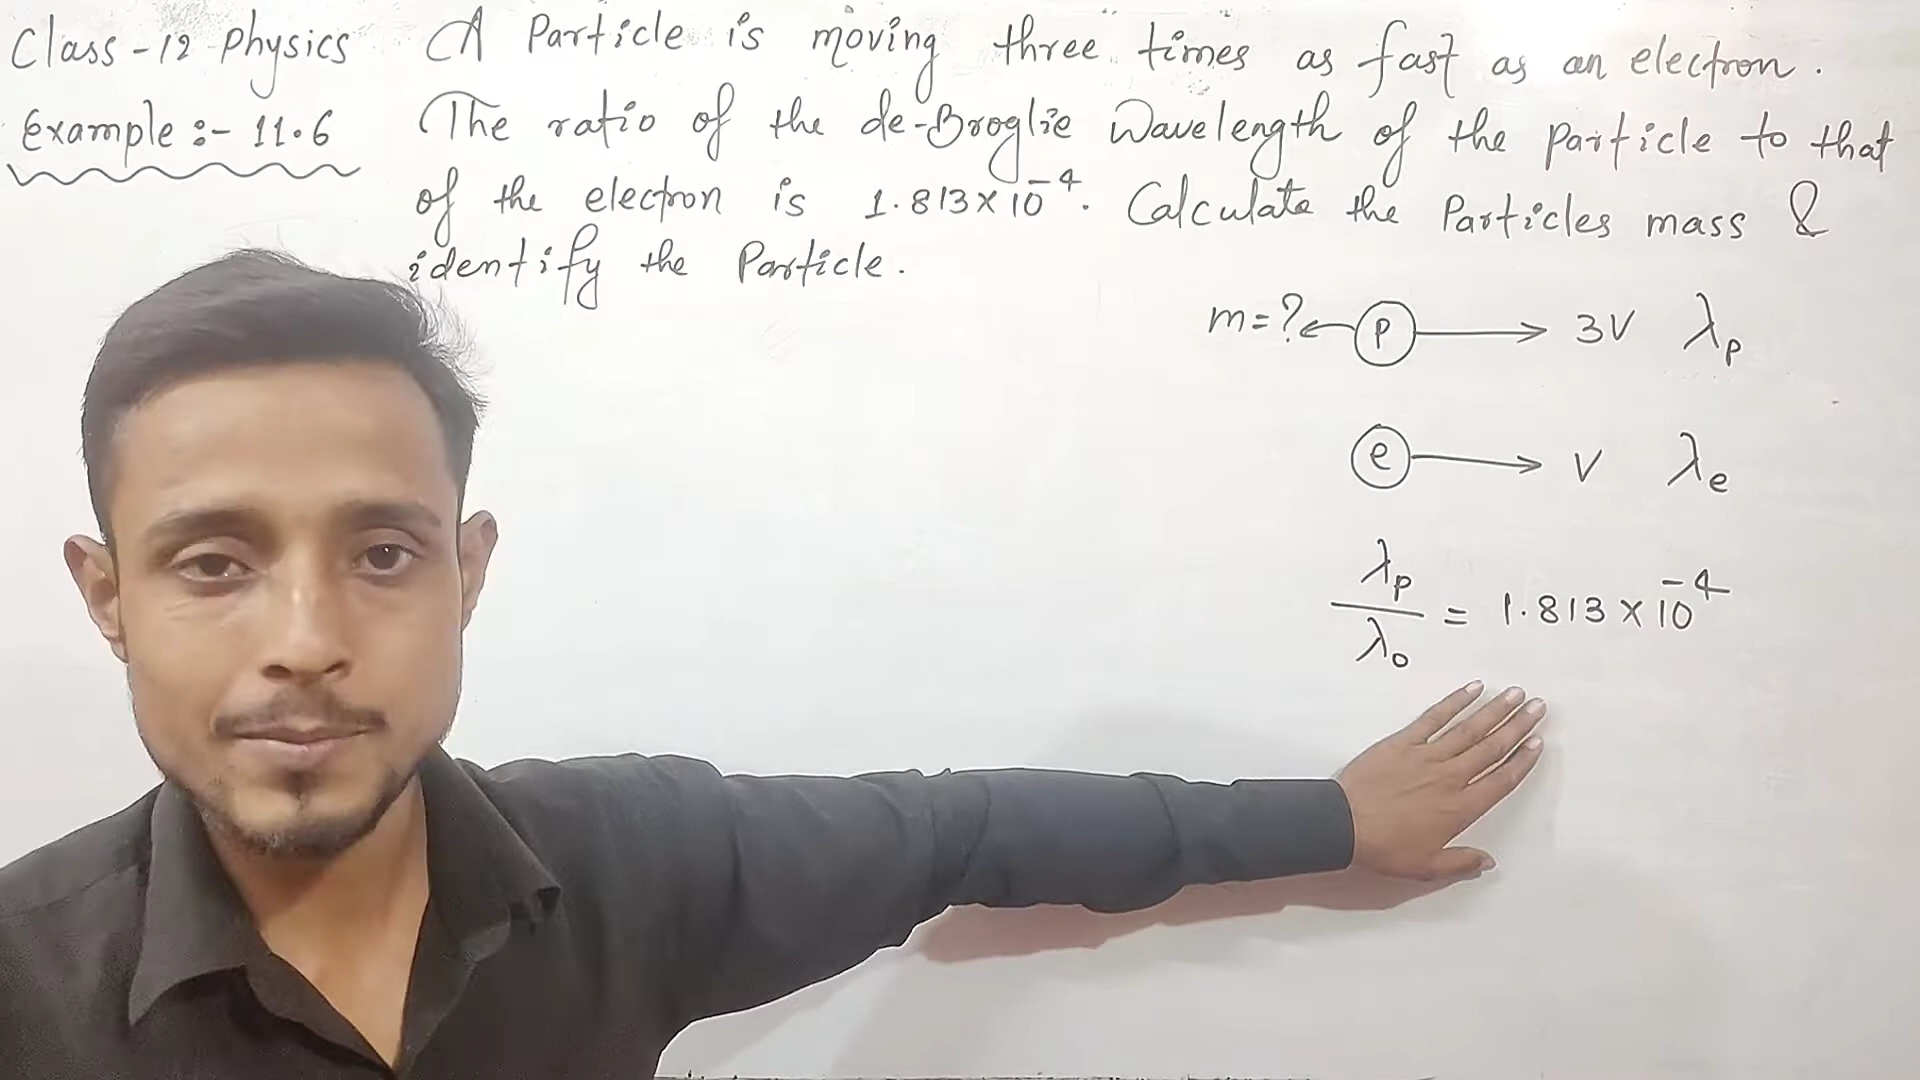 Class-12 Physics
Example :- 11.6
A Particle is moving three times as fast as an electron.
The ratio of the de-Broglie Wavelength of the particle to that
of the electron is 1.813×10⁻⁴. Calculate the Particles mass &
identify the Particle.
m=? ← P → 3V λp
e → V λe
λp/λo = 1.813×10⁻⁴